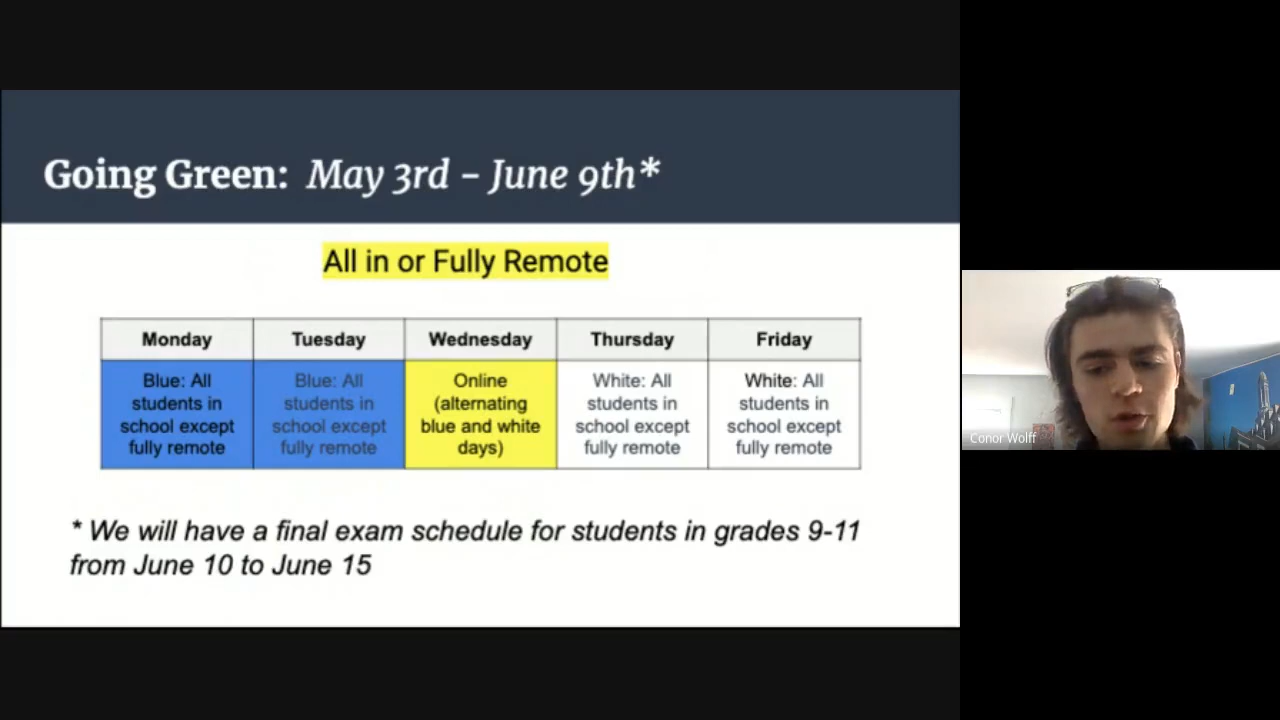 Going Green: May 3rd – June 9th*
All in or Fully Remote
Monday Tuesday Wednesday Thursday Friday
Blue: All
students in
school except
fully remote
Blue: All
students in
school except
fully remote
Online
(alternating
blue and white
days)
White: All
students in
school except
fully remote
White: All
students in
school except
fully remote
* We will have a final exam schedule for students in grades 9-11
from June 10 to June 15
Conor Wolff